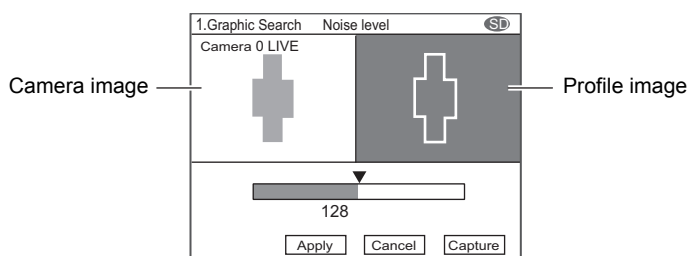 1.Graphic Search Noise level SD
Camera 0 LIVE
Camera image
Profile image
128
Apply Cancel Capture